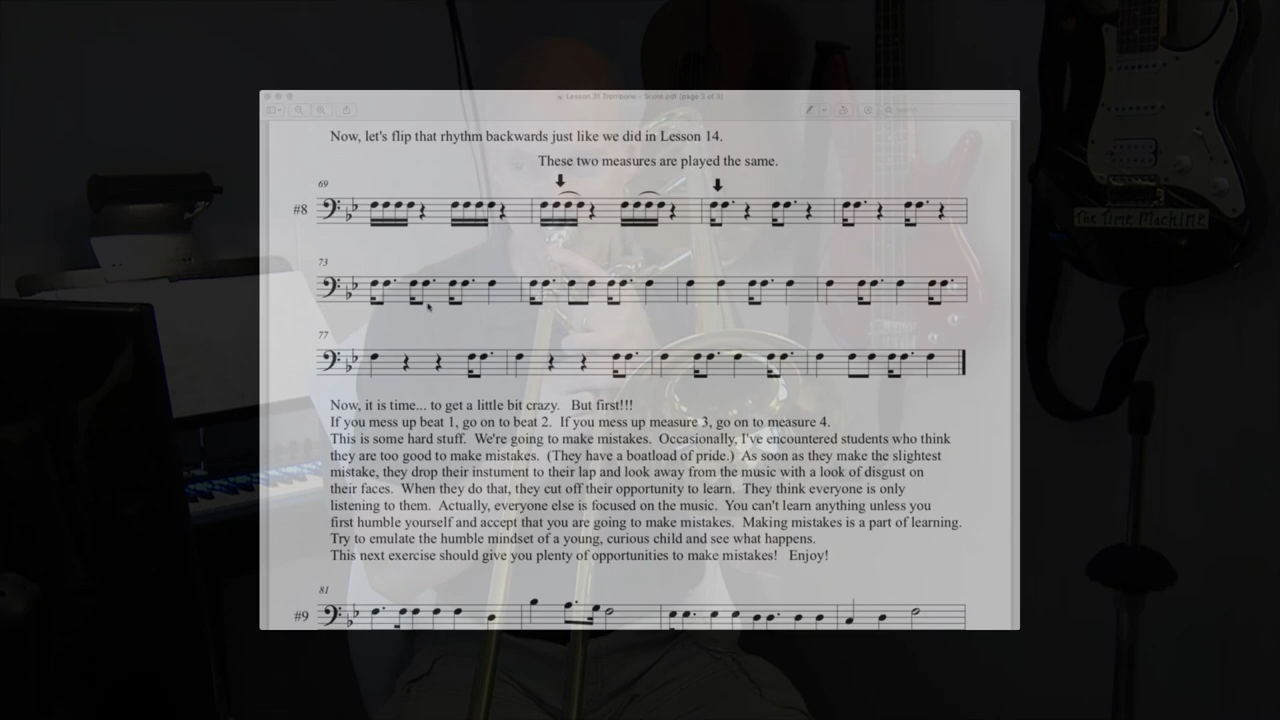 Lesson 31 Trombone - Score.pdf (page 3 of 3)
Now, let's flip that rhythm backwards just like we did in Lesson 14.
These two measures are played the same.
69
#8
73
77
Now, it is time... to get a little bit crazy.   But first!!!
If you mess up beat 1, go on to beat 2.  If you mess up measure 3, go on to measure 4.
This is some hard stuff.  We're going to make mistakes.  Occasionally, I've encountered students who think
they are too good to make mistakes.  (They have a boatload of pride.)  As soon as they make the slightest
mistake, they drop their instument to their lap and look away from the music with a look of disgust on
their faces.  When they do that, they cut off their opportunity to learn.  They think everyone is only
listening to them.  Actually, everyone else is focused on the music.  You can't learn anything unless you
first humble yourself and accept that you are going to make mistakes.  Making mistakes is a part of learning.
Try to emulate the humble mindset of a young, curious child and see what happens.
This next exercise should give you plenty of opportunities to make mistakes!   Enjoy!
81
#9
The Time Machine